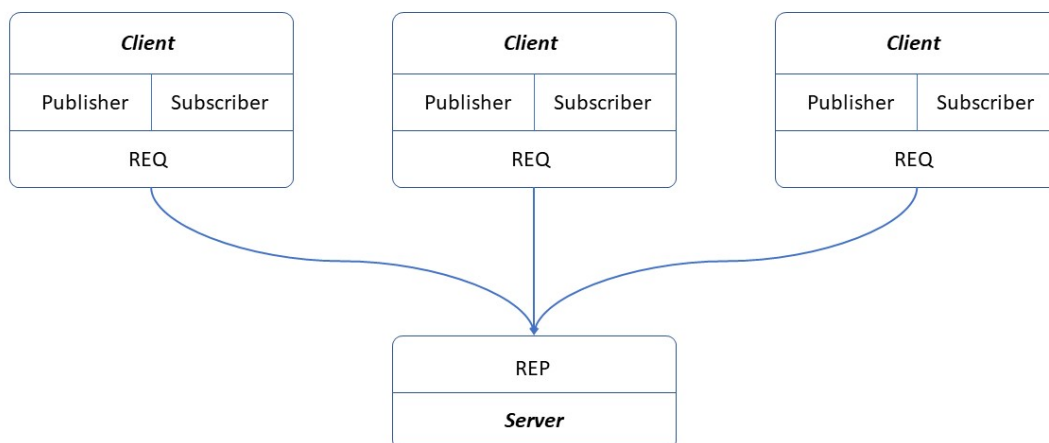 Client Client Client
Publisher Subscriber Publisher Subscriber Publisher Subscriber
REQ REQ REQ
REP
Server